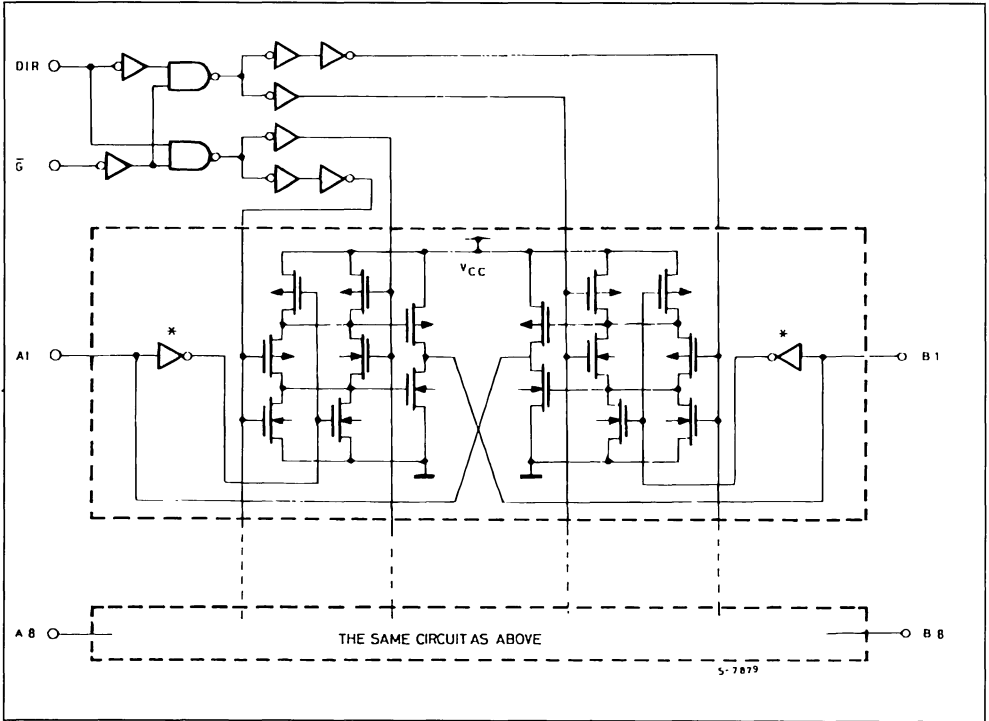 DIR
G̅
VCC
*
*
A1
B1
A8
THE SAME CIRCUIT AS ABOVE
B8
S-7879